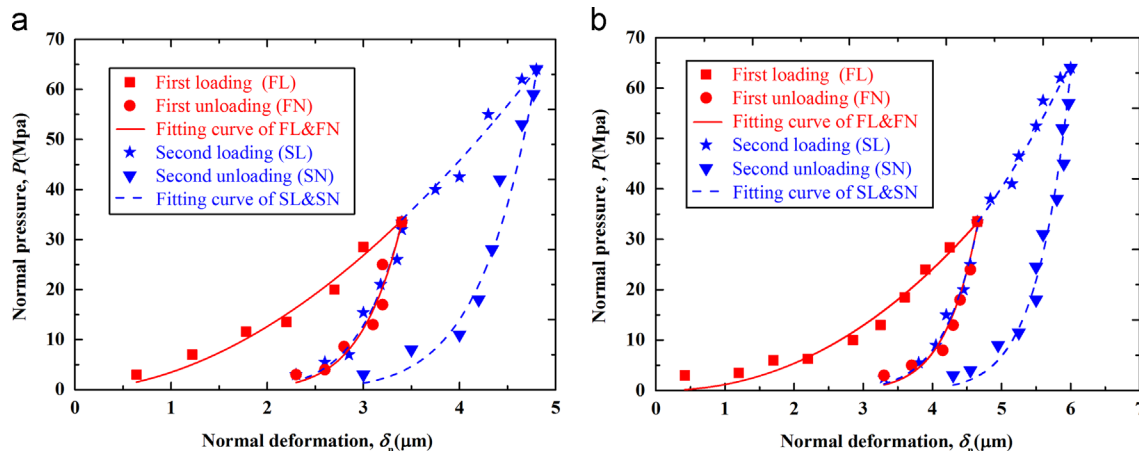 a
70
60
50
40
30
20
10
0
Normal pressure, P(Mpa)
First loading (FL)
First unloading (FN)
Fitting curve of FL&FN
Second loading (SL)
Second unloading (SN)
Fitting curve of SL&SN
0 1 2 3 4 5
Normal deformation, δn(μm)
b
70
60
50
40
30
20
10
0
Normal pressure , P(Mpa)
First loading (FL)
First unloading (FN)
Fitting curve of FL&FN
Second loading (SL)
Second unloading (SN)
Fitting curve of SL&SN
0 1 2 3 4 5 6 7
Normal deformation, δn(μm)